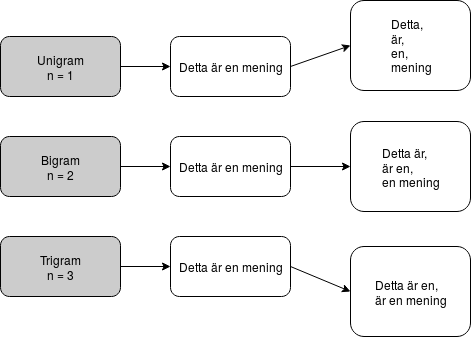 Unigram
n = 1
Detta är en mening
Detta,
är,
en,
mening
Bigram
n = 2
Detta är en mening
Detta är,
är en,
en mening
Trigram
n = 3
Detta är en mening
Detta är en,
är en mening